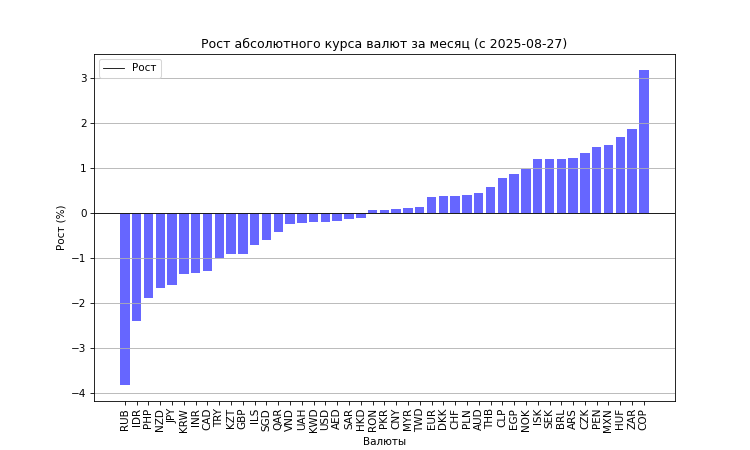 Рост абсолютного курса валют за месяц (с 2025-08-27)
Рост
3
2
1
0
−1
−2
−3
−4
Рост (%)
RUB
IDR
PHP
NZD
JPY
KRW
INR
CAD
TRY
KZT
GBP
ILS
SGD
QAR
VND
UAH
KWD
USD
AED
SAR
HKD
RON
PKR
CNY
MYR
TWD
EUR
DKK
CHF
PLN
AUD
THB
CLP
EGP
NOK
ISK
SEK
BRL
ARS
CZK
PEN
MXN
HUF
ZAR
COP
Валюты